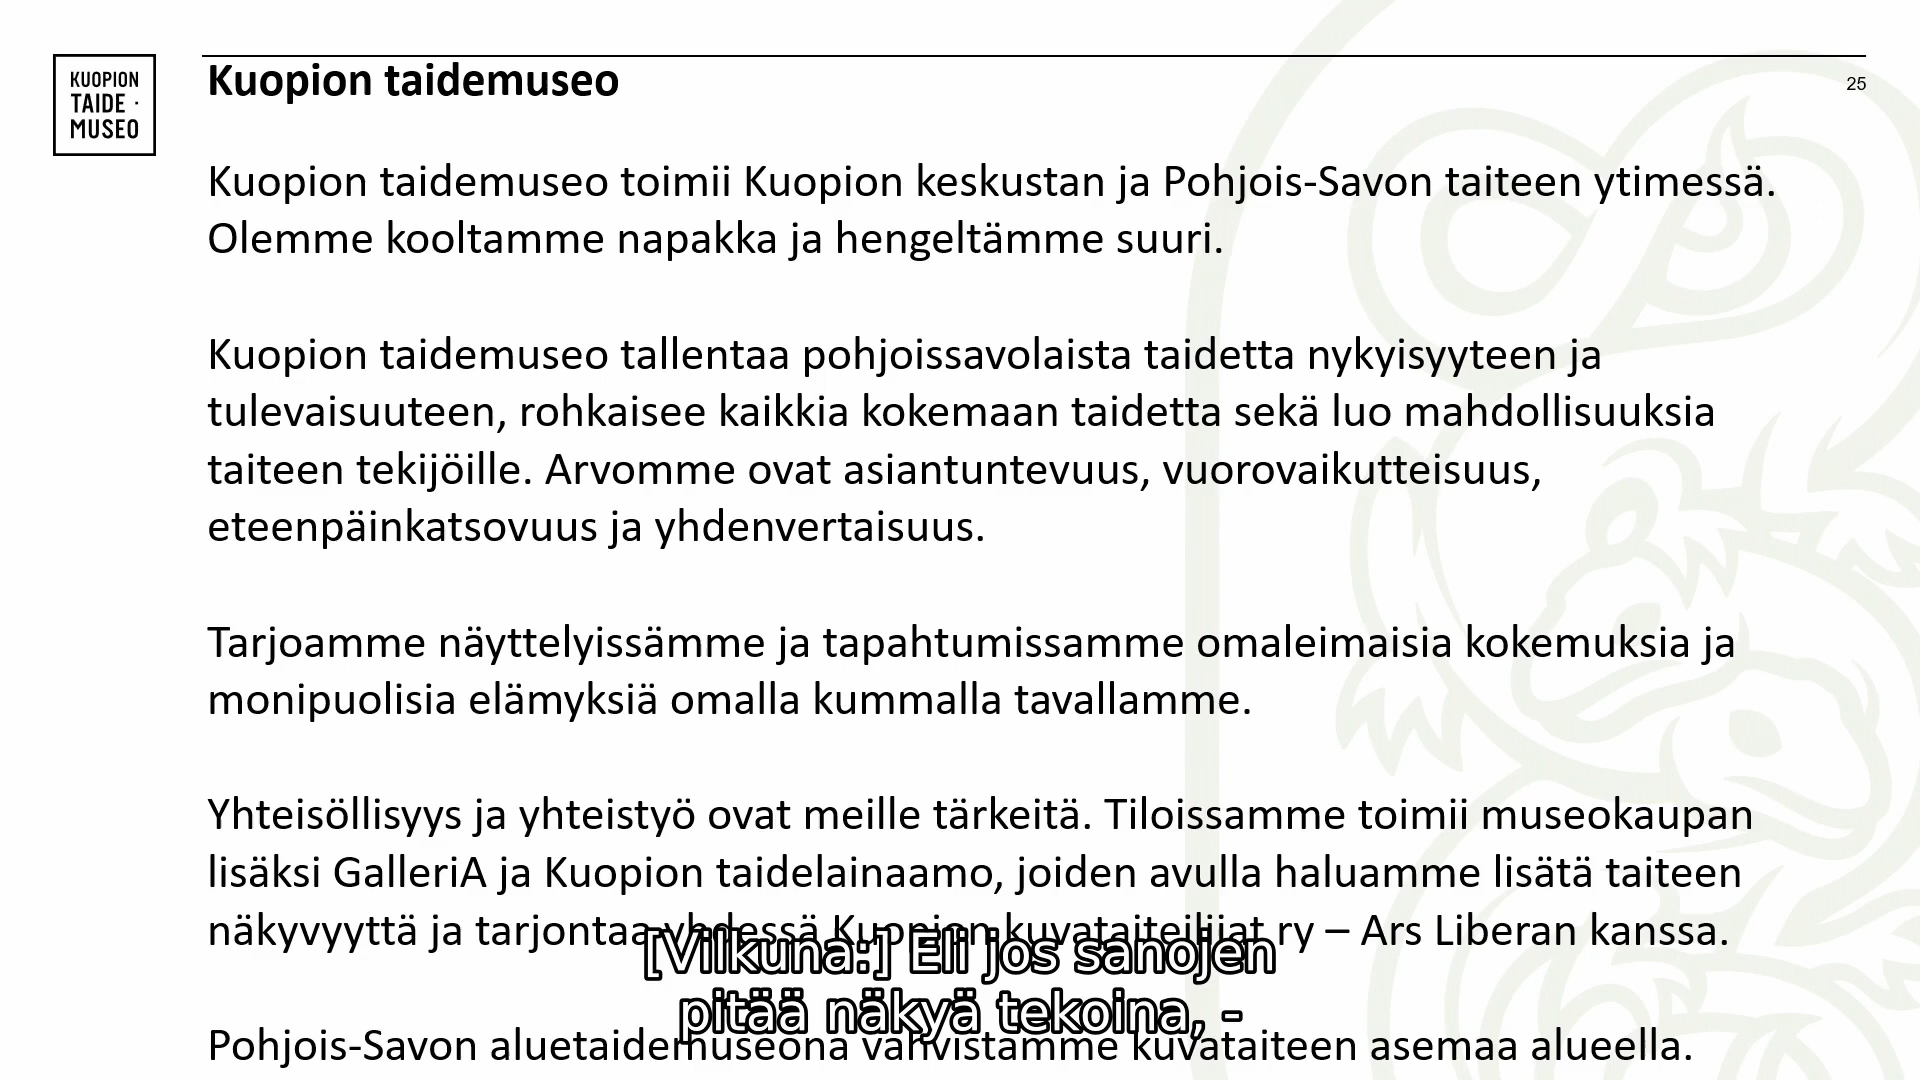 KUOPION
TAIDE ·
MUSEO
Kuopion taidemuseo
25
Kuopion taidemuseo toimii Kuopion keskustan ja Pohjois-Savon taiteen ytimessä.
Olemme kooltamme napakka ja hengeltämme suuri.
Kuopion taidemuseo tallentaa pohjoissavolaista taidetta nykyisyyteen ja
tulevaisuuteen, rohkaisee kaikkia kokemaan taidetta sekä luo mahdollisuuksia
taiteen tekijöille. Arvomme ovat asiantuntevuus, vuorovaikutteisuus,
eteenpäinkatsovuus ja yhdenvertaisuus.
Tarjoamme näyttelyissämme ja tapahtumissamme omaleimaisia kokemuksia ja
monipuolisia elämyksiä omalla kummalla tavallamme.
Yhteisöllisyys ja yhteistyö ovat meille tärkeitä. Tiloissamme toimii museokaupan
lisäksi GalleriA ja Kuopion taidelainaamo, joiden avulla haluamme lisätä taiteen
näkyvyyttä ja tarjontaa yhdessä Kuopion kuvataiteilijat ry – Ars Liberan kanssa.
[Vilkuna:] Eli jos sanojen
pitää näkyä tekoina, -
Pohjois-Savon aluetaidemuseona vahvistamme kuvataiteen asemaa alueella.